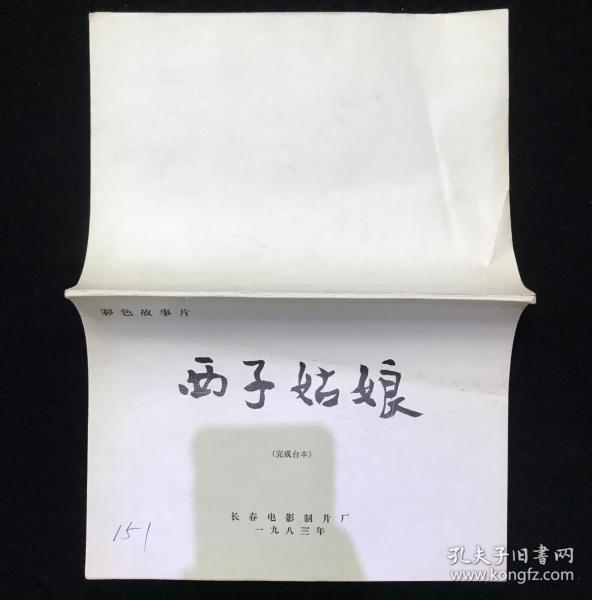 彩色故事片
西子姑娘
(完成台本)
长春电影制片厂
一九八三年
151
孔夫子旧書网
www.kongfz.com